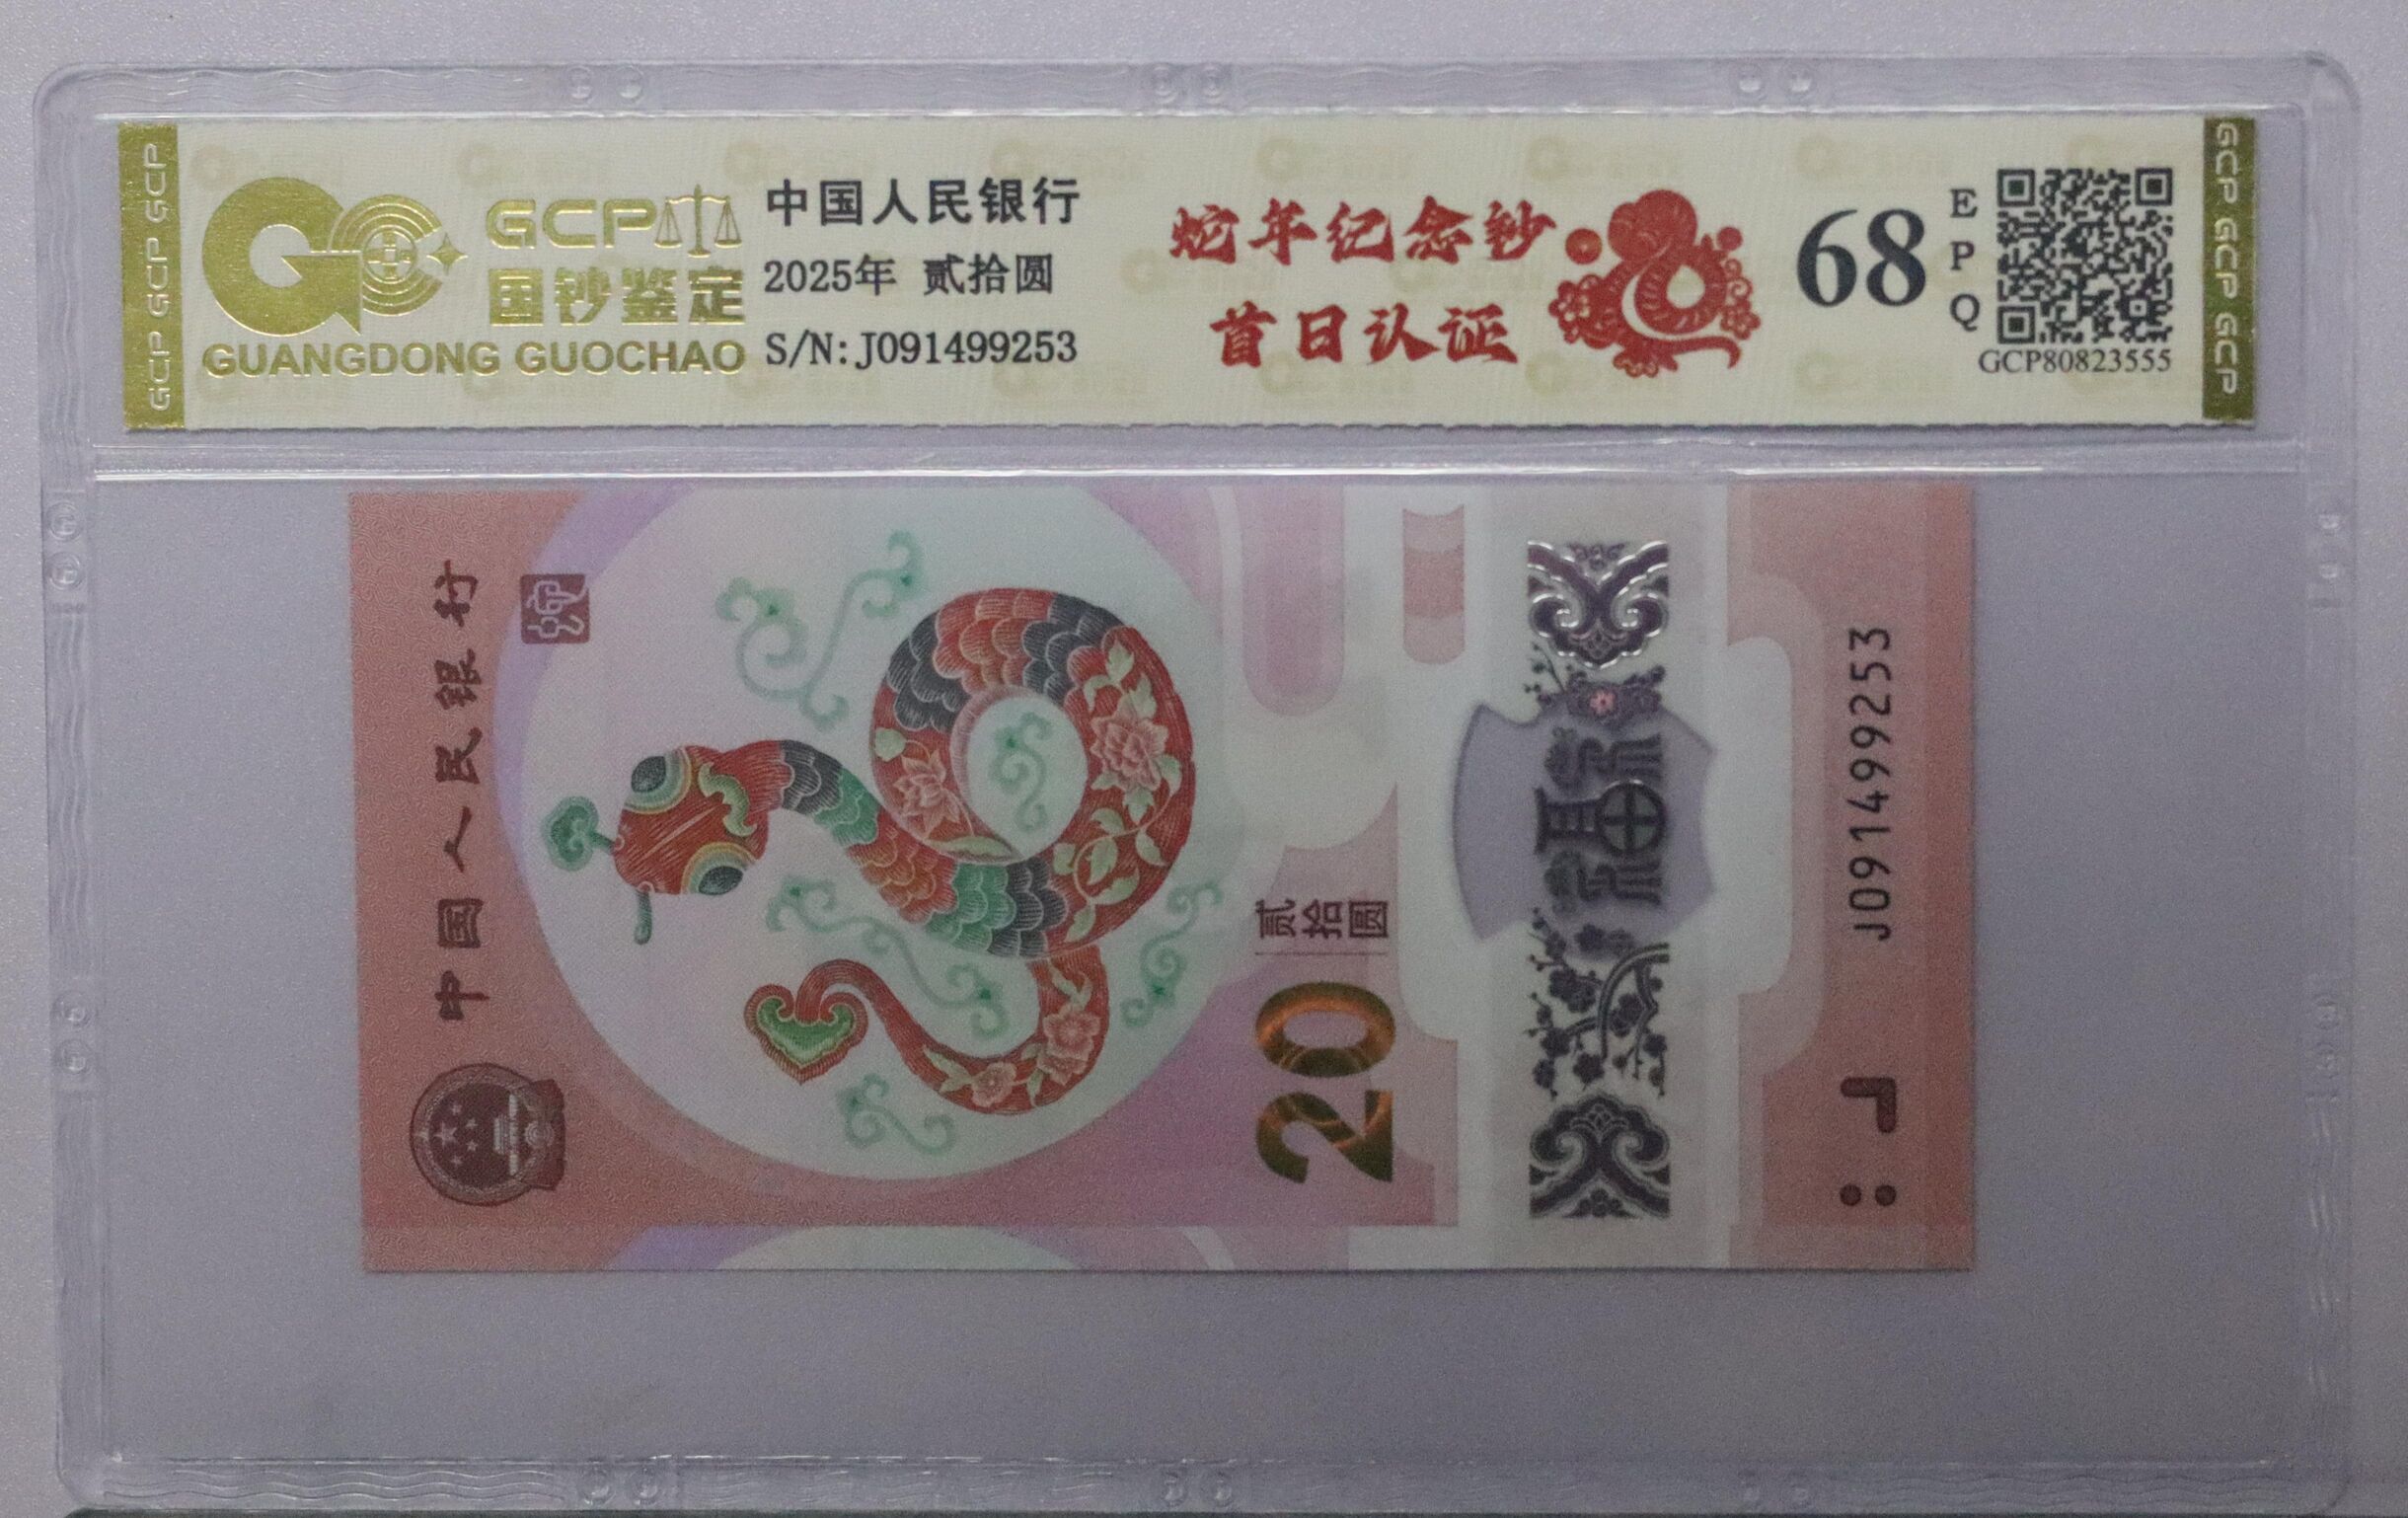 GCP GCP GCP
GCP
国钞鉴定
GUANGDONG GUOCHAO
中国人民银行
2025年 贰拾圆
S/N:J091499253
蛇年纪念钞
首日认证
68
EPQ
GCP80823555
GCP GCP GCP
中国人民银行
20
贰拾圆
福
J091499253